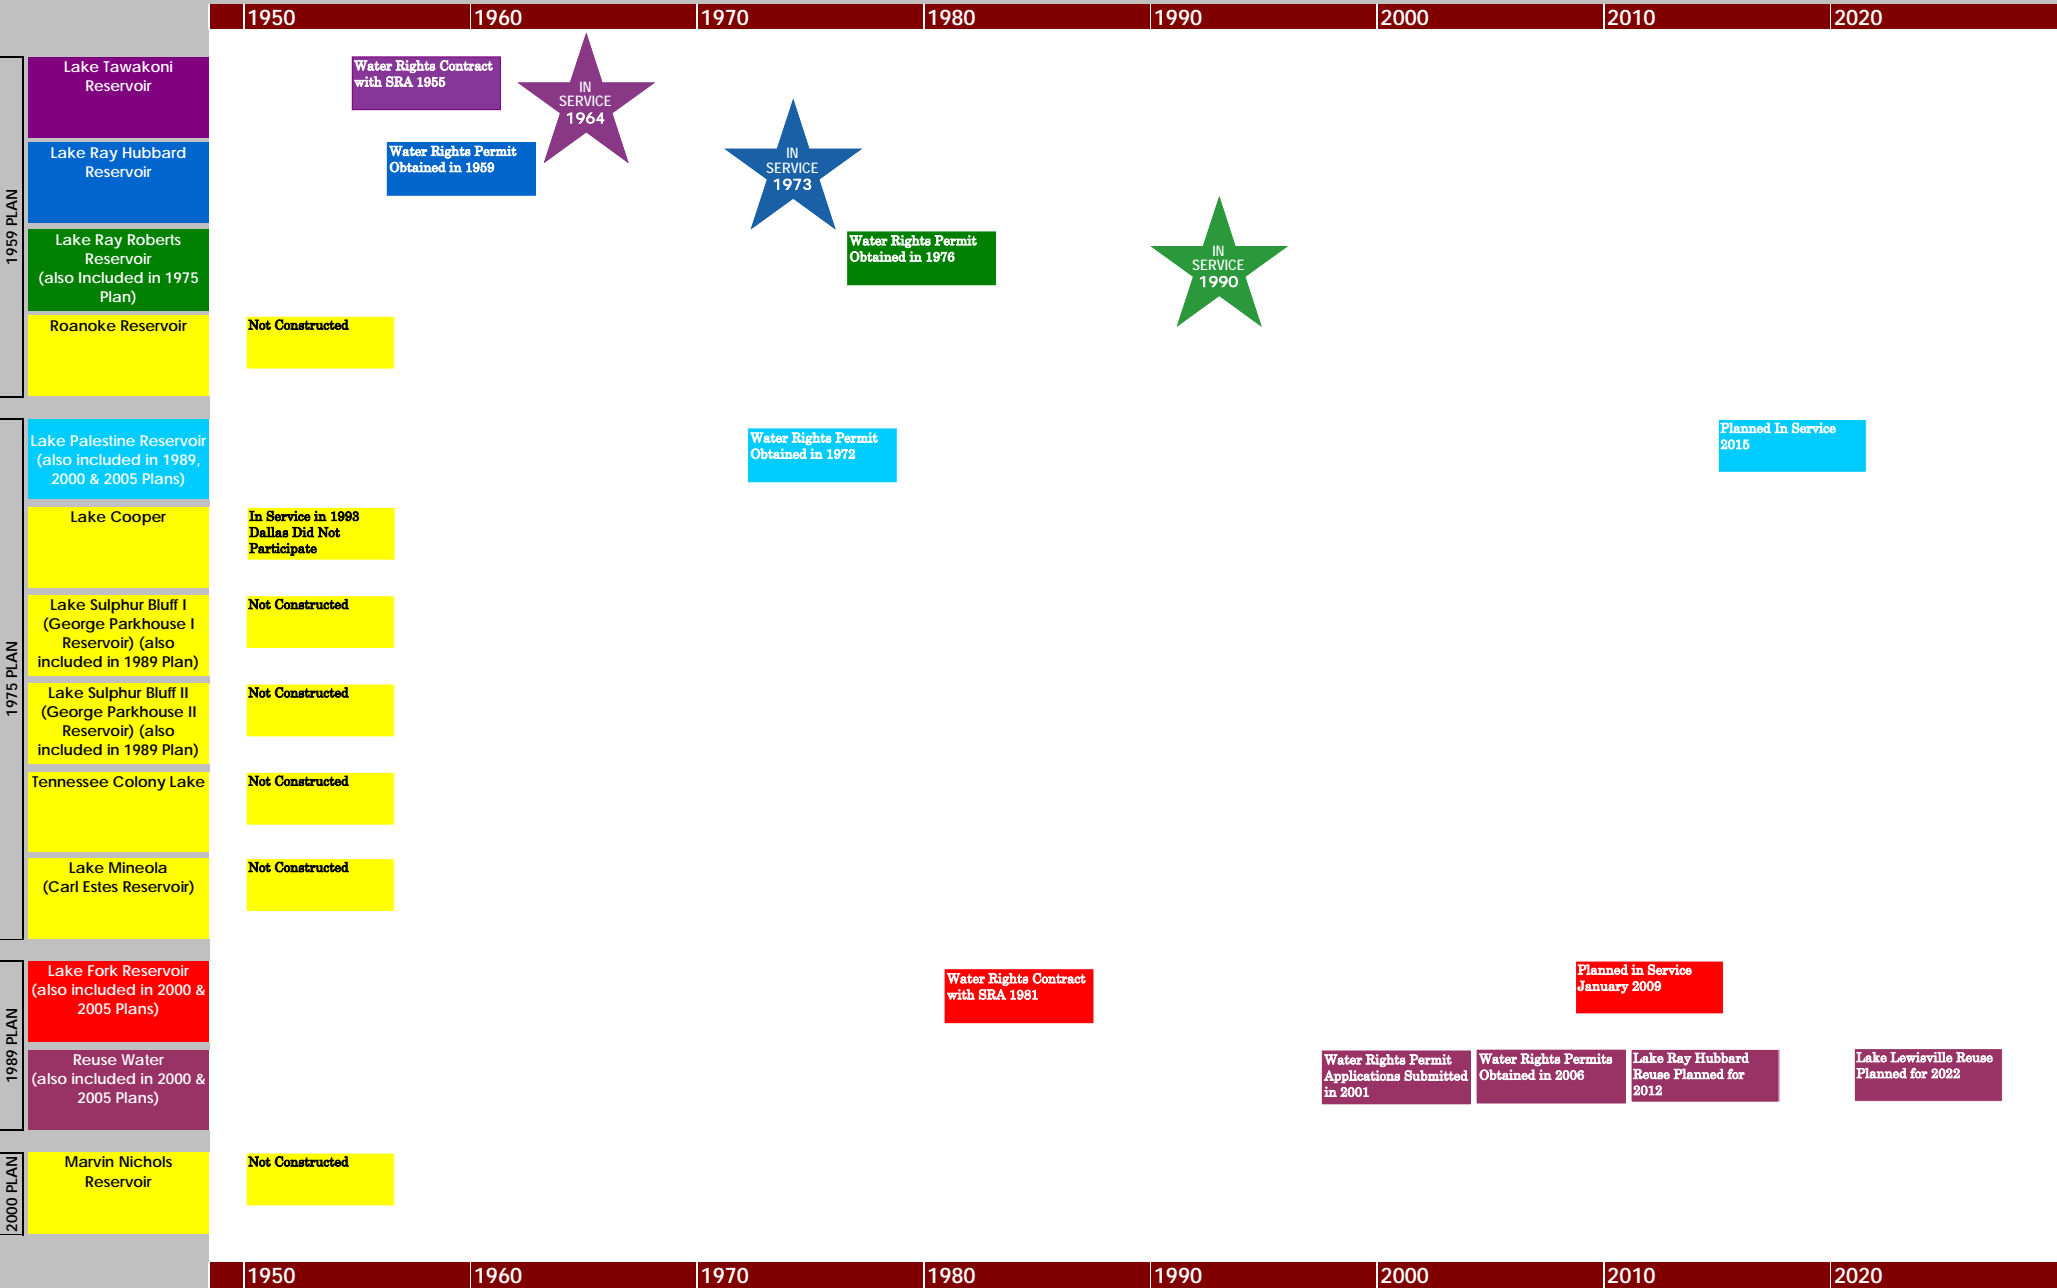 1950 1960 1970 1980 1990 2000 2010 2020
1959 PLAN
Lake Tawakoni
Reservoir
Water Rights Contract
with SRA 1955
IN
SERVICE
1964
Lake Ray Hubbard
Reservoir
Water Rights Permit
Obtained in 1959
IN
SERVICE
1973
Lake Ray Roberts
Reservoir
(also Included in 1975
Plan)
Water Rights Permit
Obtained in 1976
IN
SERVICE
1990
Roanoke Reservoir
Not Constructed
1975 PLAN
Lake Palestine Reservoir
(also included in 1989,
2000 & 2005 Plans)
Water Rights Permit
Obtained in 1972
Planned In Service
2015
Lake Cooper
In Service in 1993
Dallas Did Not
Participate
Lake Sulphur Bluff I
(George Parkhouse I
Reservoir) (also
included in 1989 Plan)
Not Constructed
Lake Sulphur Bluff II
(George Parkhouse II
Reservoir) (also
included in 1989 Plan)
Not Constructed
Tennessee Colony Lake
Not Constructed
Lake Mineola
(Carl Estes Reservoir)
Not Constructed
1989 PLAN
Lake Fork Reservoir
(also included in 2000 &
2005 Plans)
Water Rights Contract
with SRA 1981
Planned in Service
January 2009
Reuse Water
(also included in 2000 &
2005 Plans)
Water Rights Permit
Applications Submitted
in 2001
Water Rights Permits
Obtained in 2006
Lake Ray Hubbard
Reuse Planned for
2012
Lake Lewisville Reuse
Planned for 2022
2000 PLAN
Marvin Nichols
Reservoir
Not Constructed
1950 1960 1970 1980 1990 2000 2010 2020